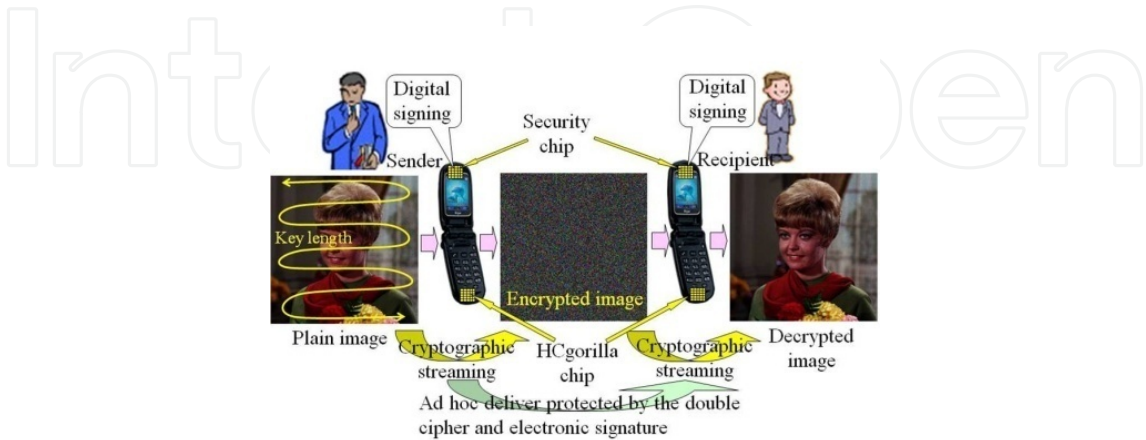 IntechOpen
Digital
signing
Digital
signing
Security
chip
Sender
Recipient
Key length
Encrypted image
Plain image
Cryptographic
streaming
HCgorilla
chip
Cryptographic
streaming
Decrypted
image
Ad hoc deliver protected by the double
cipher and electronic signature